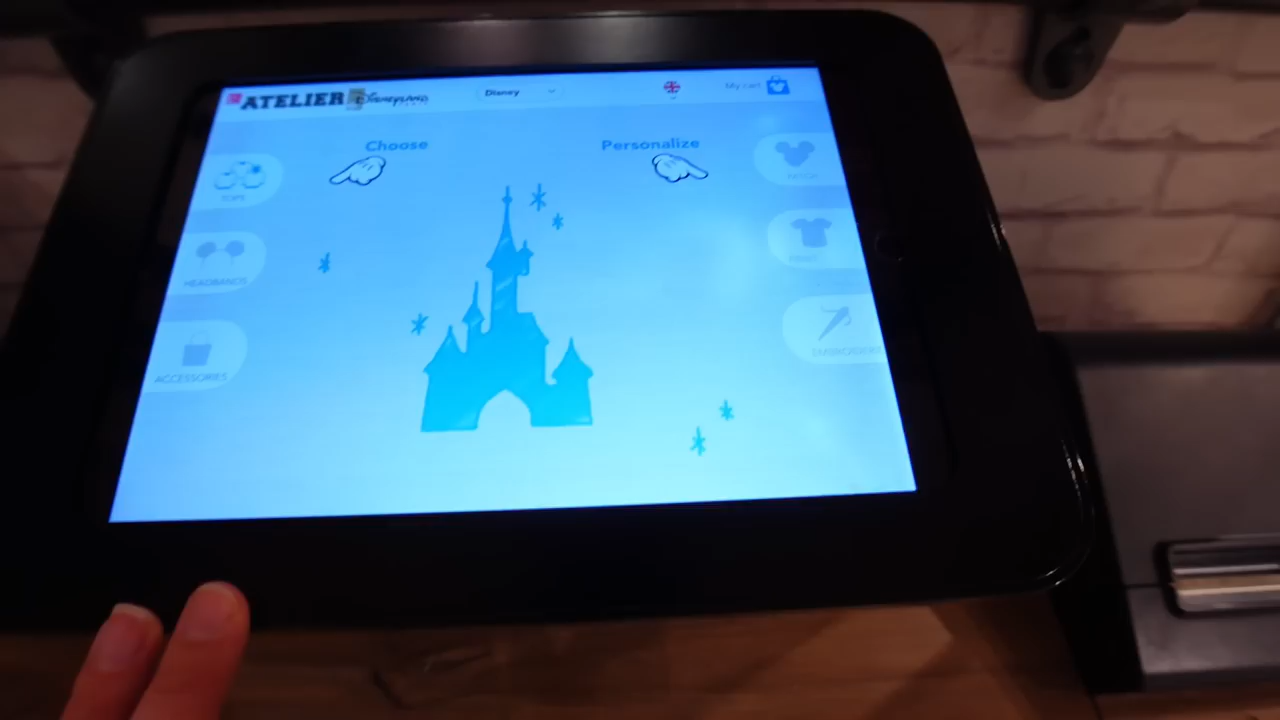 ATELIER DISNEYLAND
Disney
My cart
Choose
Personalize
TOPS
HEADBANDS
ACCESSORIES